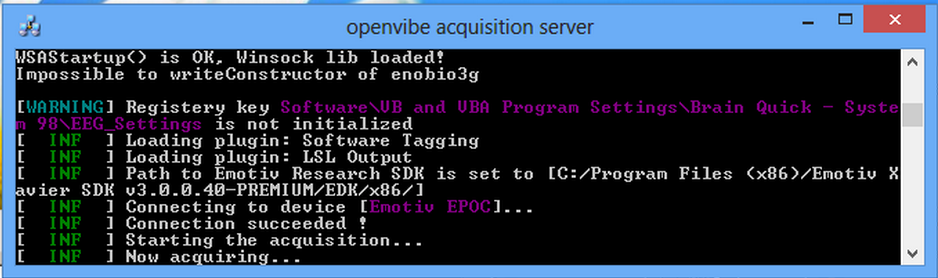 openvibe acquisition server
WSAStartup() is OK, Winsock lib loaded!
Impossible to writeConstructor of enobio3g
[WARNING] Registery key Software\VB and VBA Program Settings\Brain Quick - Syste
m 98\EEG_Settings is not initialized
[  INF  ] Loading plugin: Software Tagging
[  INF  ] Loading plugin: LSL Output
[  INF  ] Path to Emotiv Research SDK is set to [C:/Program Files (x86)/Emotiv X
avier SDK v3.0.0.40-PREMIUM/EDK/x86/]
[  INF  ] Connecting to device [Emotiv EPOC]...
[  INF  ] Connection succeeded !
[  INF  ] Starting the acquisition...
[  INF  ] Now acquiring...